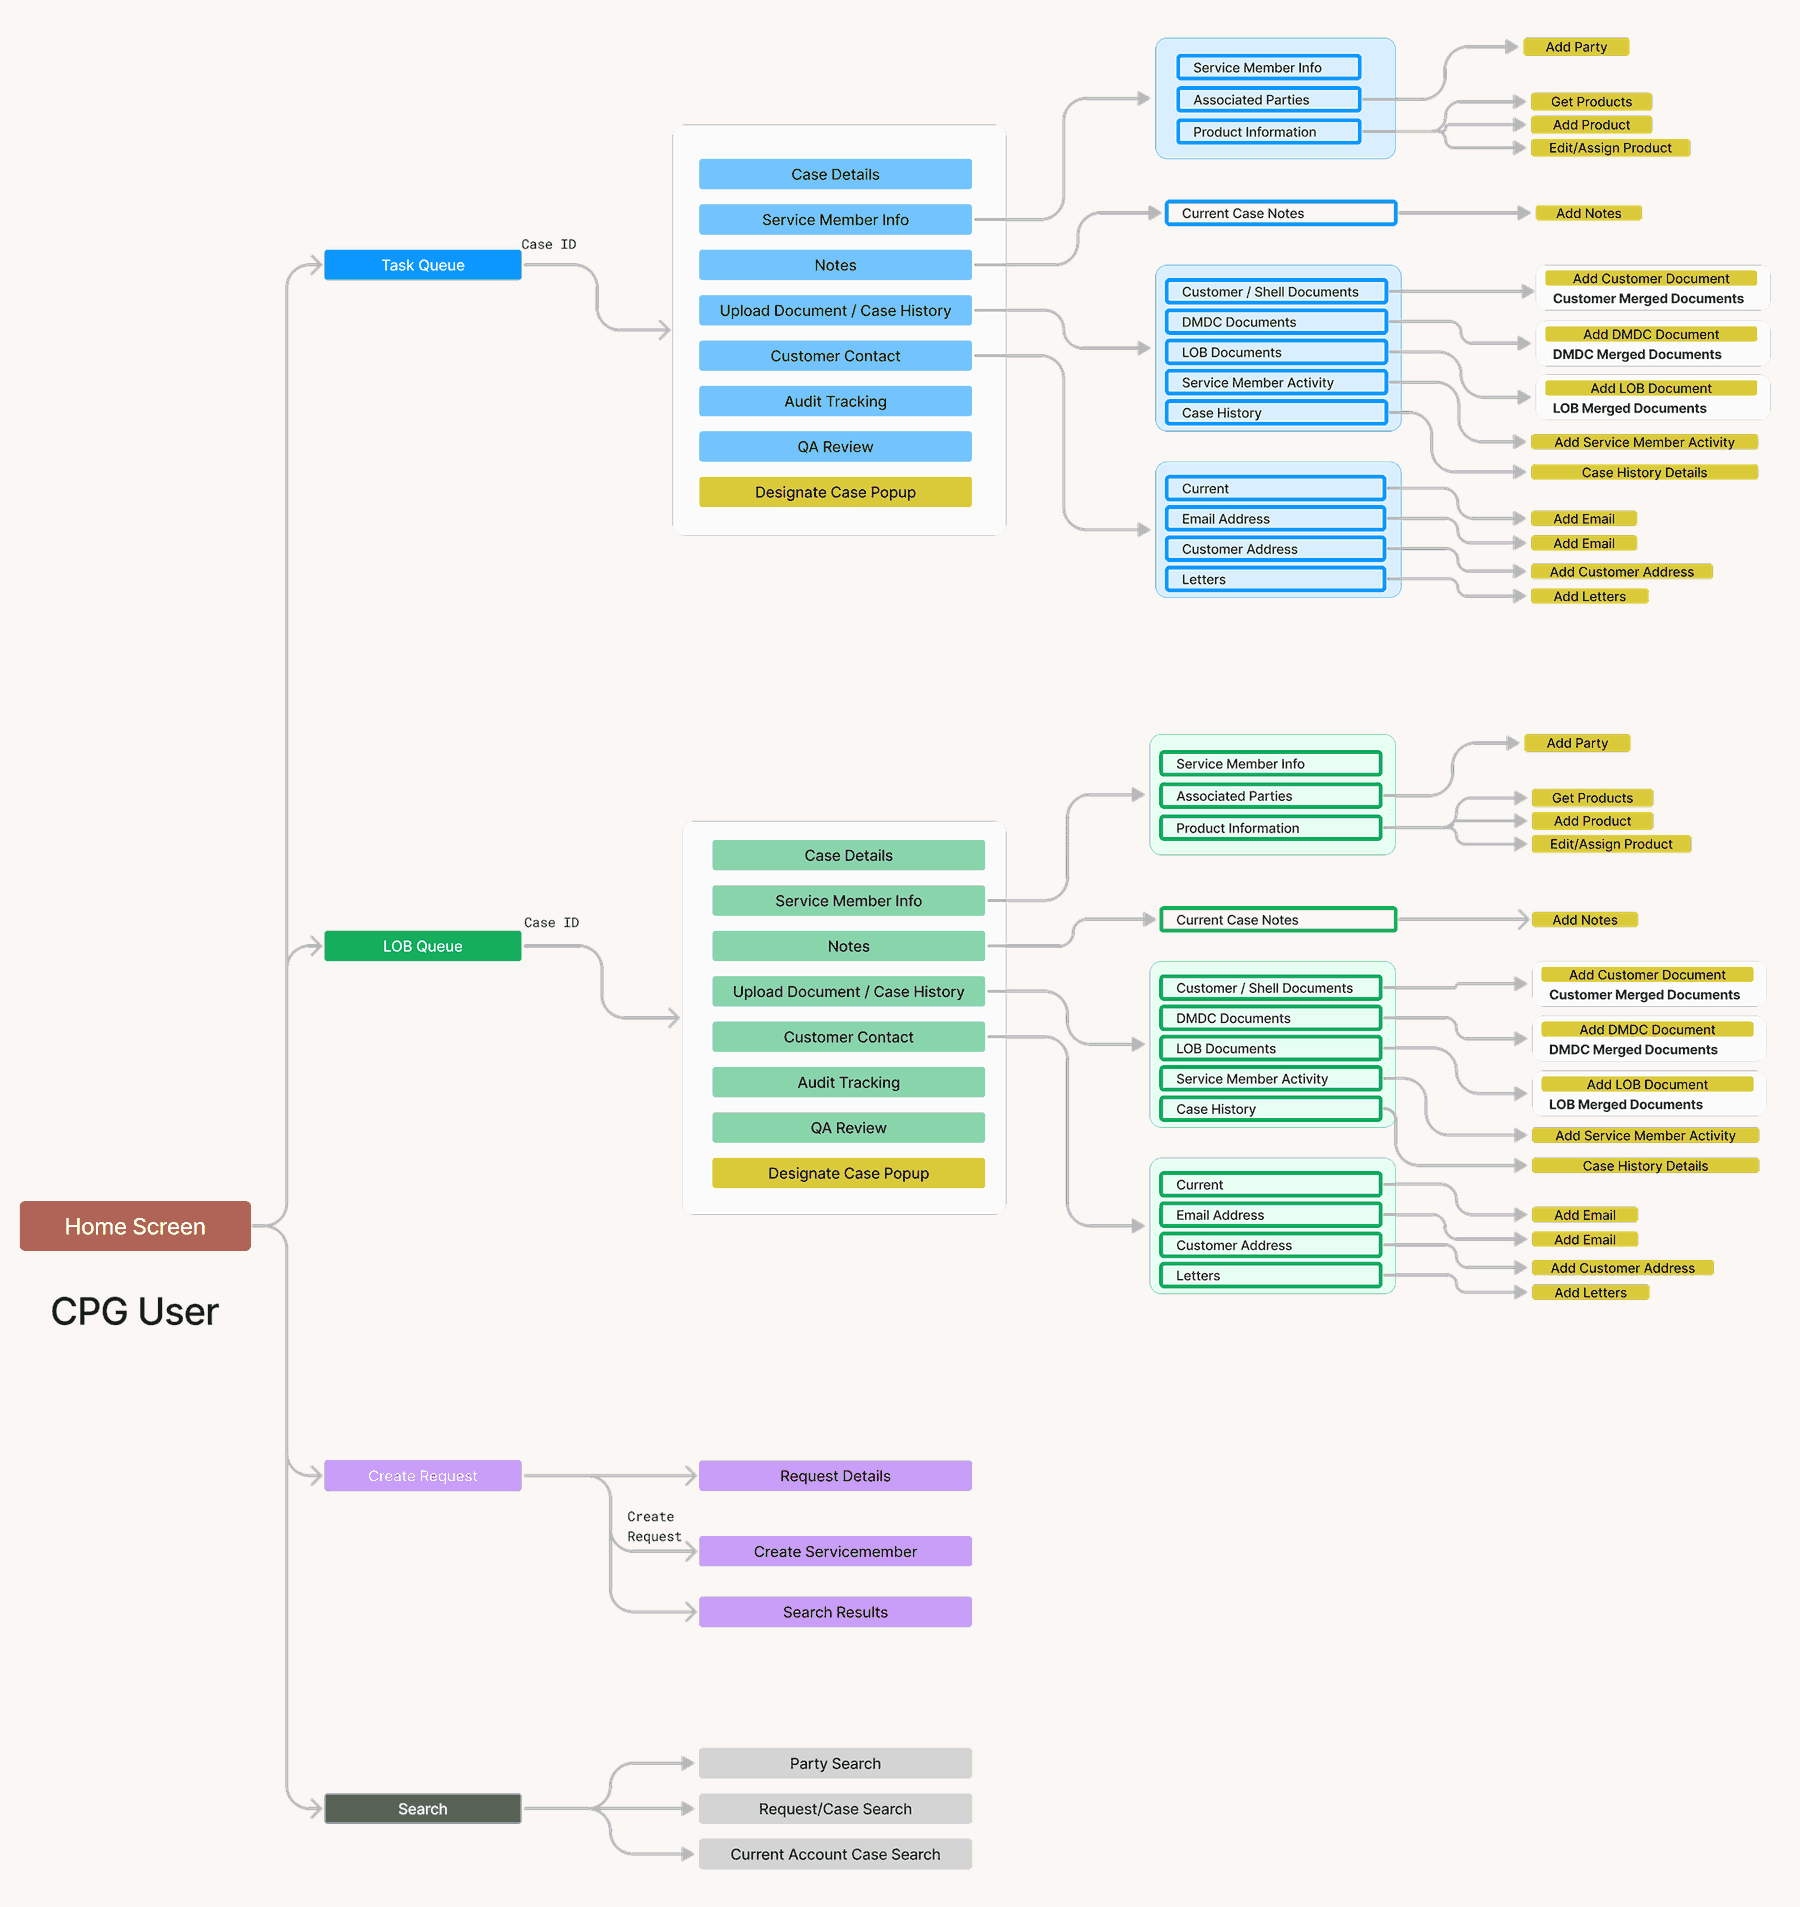 Home Screen
CPG User
Task Queue
Case ID
Case Details
Service Member Info
Notes
Upload Document / Case History
Customer Contact
Audit Tracking
QA Review
Designate Case Popup
Service Member Info
Associated Parties
Product Information
Add Party
Get Products
Add Product
Edit/Assign Product
Current Case Notes
Add Notes
Customer / Shell Documents
DMDC Documents
LOB Documents
Service Member Activity
Case History
Add Customer Document
Customer Merged Documents
Add DMDC Document
DMDC Merged Documents
Add LOB Document
LOB Merged Documents
Add Service Member Activity
Case History Details
Current
Email Address
Customer Address
Letters
Add Email
Add Email
Add Customer Address
Add Letters
LOB Queue
Case ID
Case Details
Service Member Info
Notes
Upload Document / Case History
Customer Contact
Audit Tracking
QA Review
Designate Case Popup
Service Member Info
Associated Parties
Product Information
Add Party
Get Products
Add Product
Edit/Assign Product
Current Case Notes
Add Notes
Customer / Shell Documents
DMDC Documents
LOB Documents
Service Member Activity
Case History
Add Customer Document
Customer Merged Documents
Add DMDC Document
DMDC Merged Documents
Add LOB Document
LOB Merged Documents
Add Service Member Activity
Case History Details
Current
Email Address
Customer Address
Letters
Add Email
Add Email
Add Customer Address
Add Letters
Create Request
Create
Request
Request Details
Create Servicemember
Search Results
Search
Party Search
Request/Case Search
Current Account Case Search